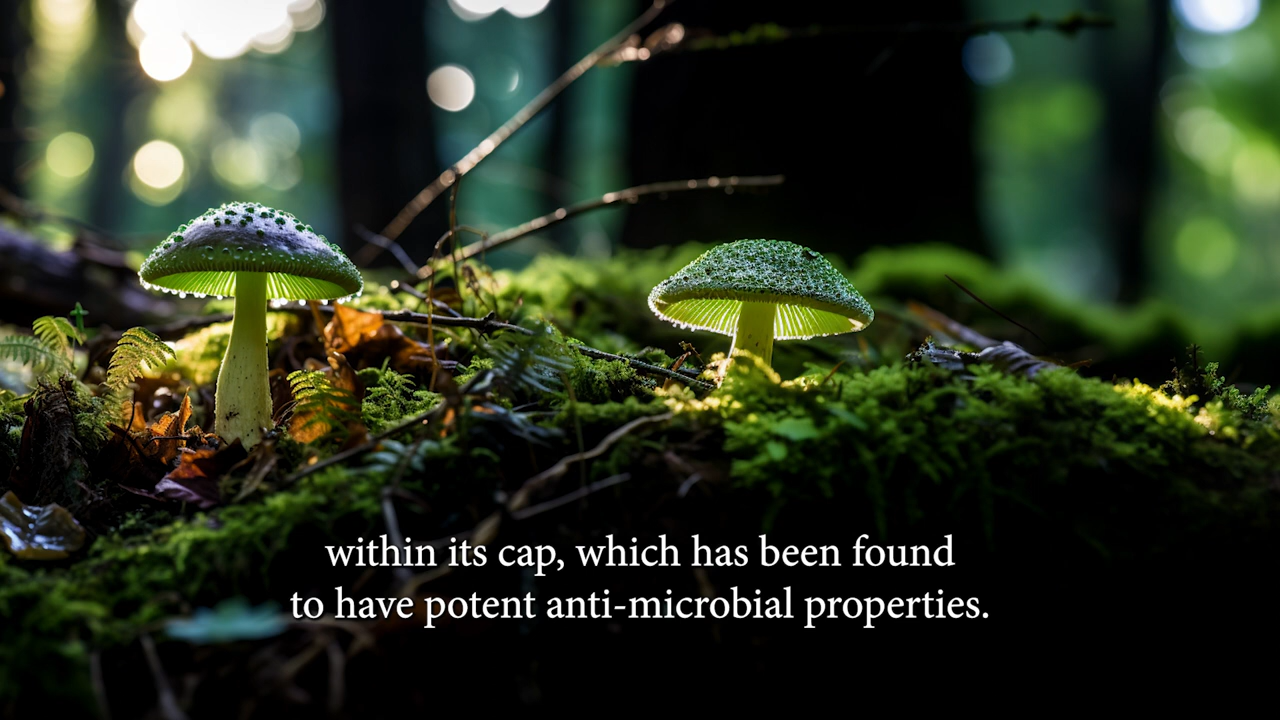 within its cap, which has been found
to have potent anti-microbial properties.